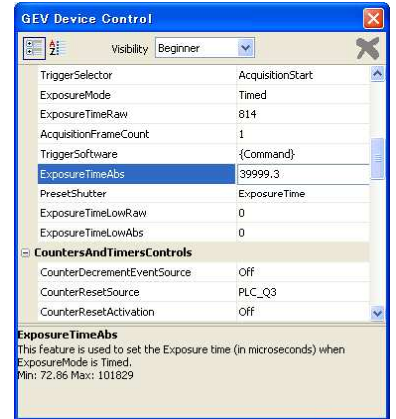 GEV Device Control
Visibility Beginner
TriggerSelector AcquisitionStart
ExposureMode Timed
ExposureTimeRaw 814
AcquisitionFrameCount 1
TriggerSoftware {Command}
ExposureTimeAbs 39999.3
PresetShutter ExposureTime
ExposureTimeLowRaw 0
ExposureTimeLowAbs 0
CountersAndTimersControls
CounterDecrementEventSource Off
CounterResetSource PLC_Q3
CounterResetActivation Off
ExposureTimeAbs
This feature is used to set the Exposure time (in microseconds) when
ExposureMode is Timed.
Min: 72.86 Max: 101829